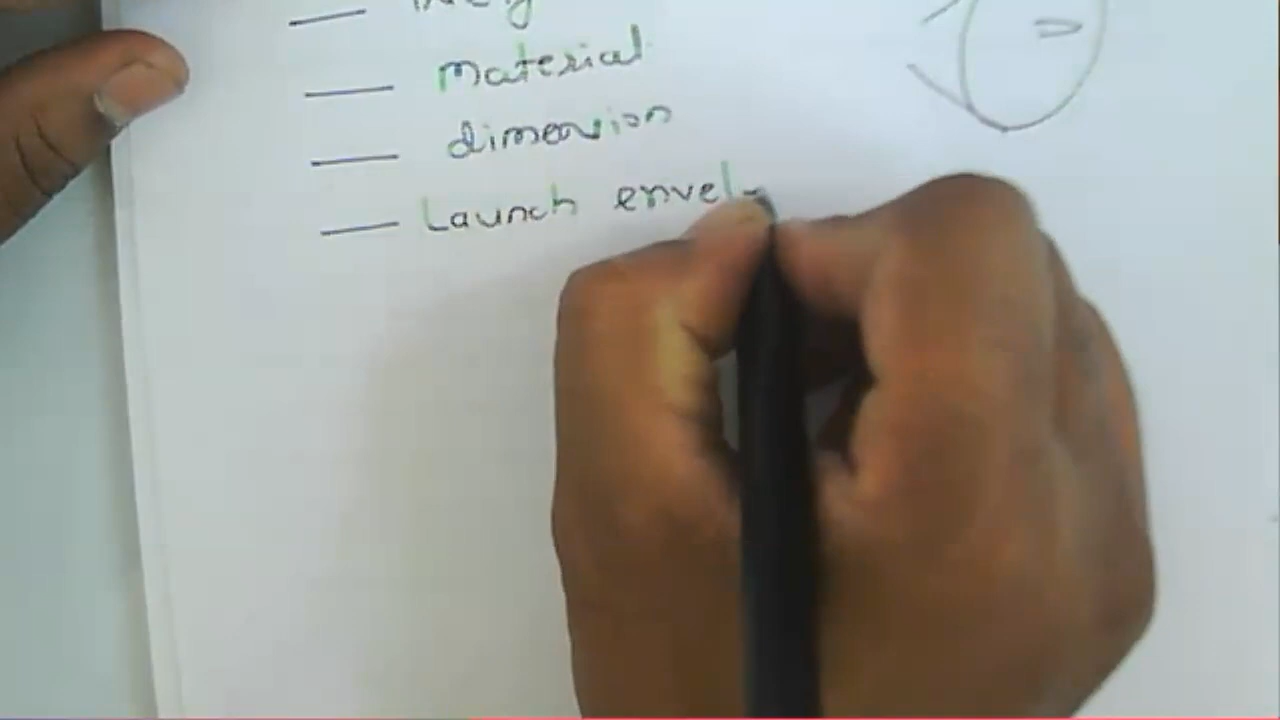 — Material
— dimension
— Launch envel